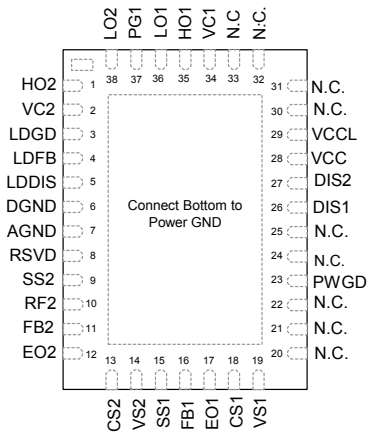 LO2
PG1
LO1
HO1
VC1
N.C
N.C.
38
37
36
35
34
33
32
HO2 1
VC2 2
LDGD 3
LDFB 4
LDDIS 5
DGND 6
AGND 7
RSVD 8
SS2 9
RF2 10
FB2 11
EO2 12
Connect Bottom to
Power GND
31 N.C.
30 N.C.
29 VCCL
28 VCC
27 DIS2
26 DIS1
25 N.C.
24 N.C.
23 PWGD
22 N.C.
21 N.C.
20 N.C.
13
14
15
16
17
18
19
CS2
VS2
SS1
FB1
EO1
CS1
VS1